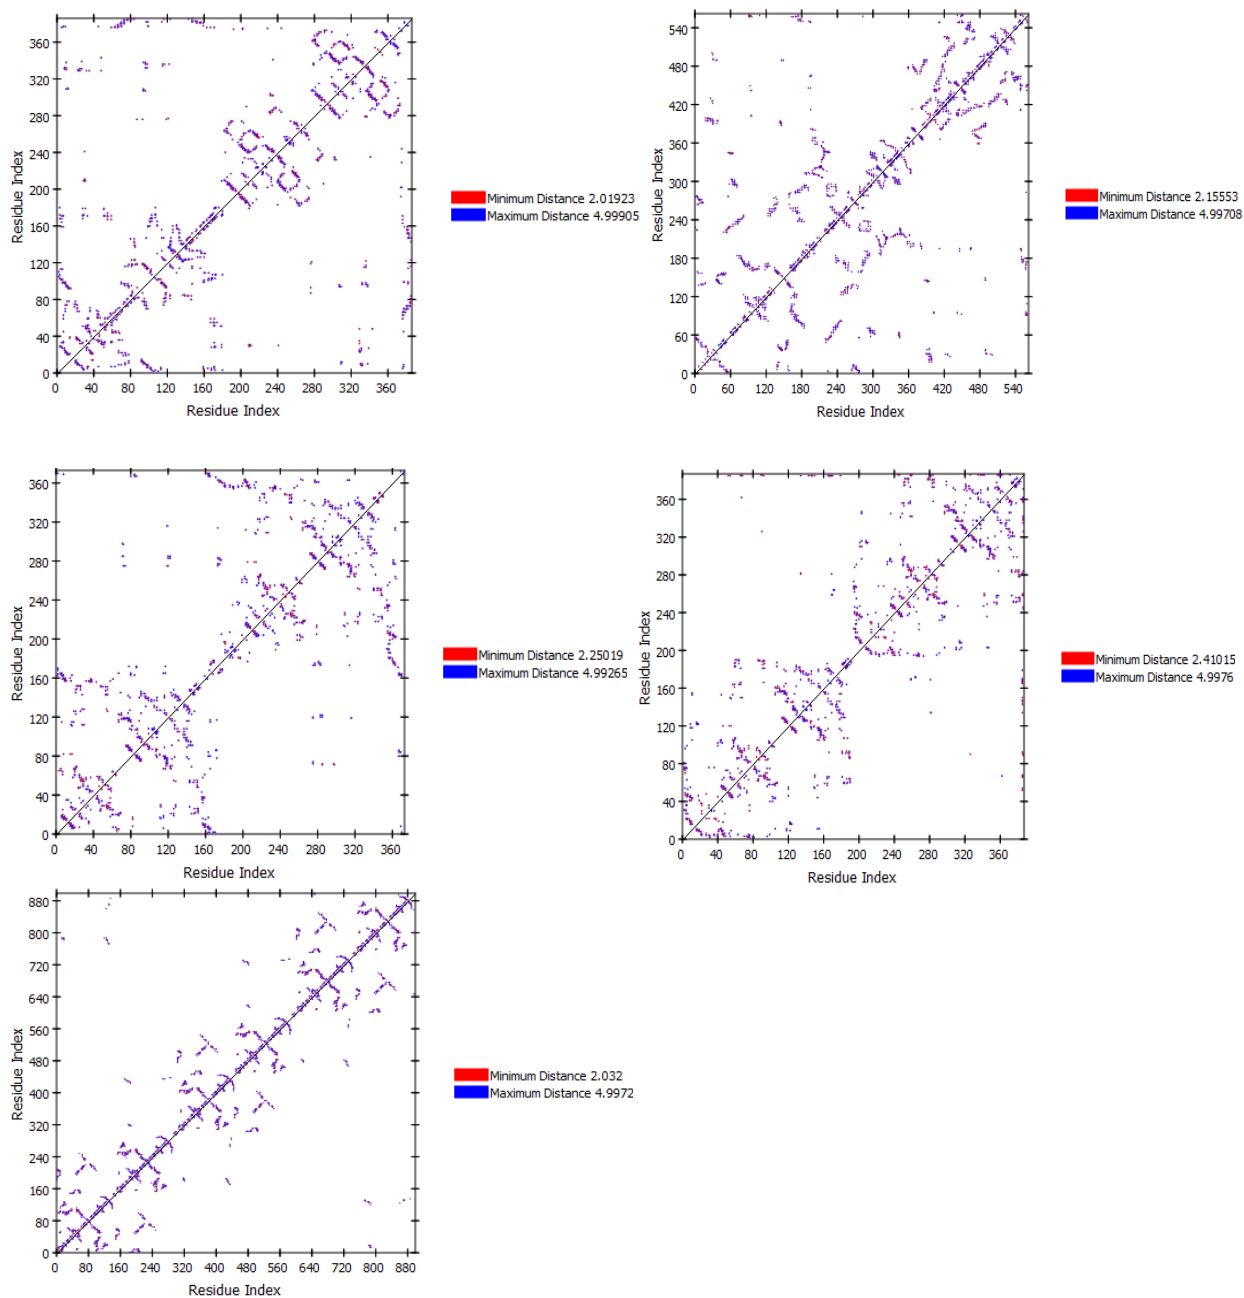 360
320
280
240
200
160
120
80
40
0
Residue Index
0 40 80 120 160 200 240 280 320 360
Residue Index
Minimum Distance 2.01923
Maximum Distance 4.99905
540
480
420
360
300
240
180
120
60
0
Residue Index
0 60 120 180 240 300 360 420 480 540
Residue Index
Minimum Distance 2.15553
Maximum Distance 4.99708
360
320
280
240
200
160
120
80
40
0
Residue Index
0 40 80 120 160 200 240 280 320 360
Residue Index
Minimum Distance 2.25019
Maximum Distance 4.99265
360
320
280
240
200
160
120
80
40
0
Residue Index
0 40 80 120 160 200 240 280 320 360
Residue Index
Minimum Distance 2.41015
Maximum Distance 4.9976
880
800
720
640
560
480
400
320
240
160
80
0
Residue Index
0 80 160 240 320 400 480 560 640 720 800 880
Residue Index
Minimum Distance 2.032
Maximum Distance 4.9972